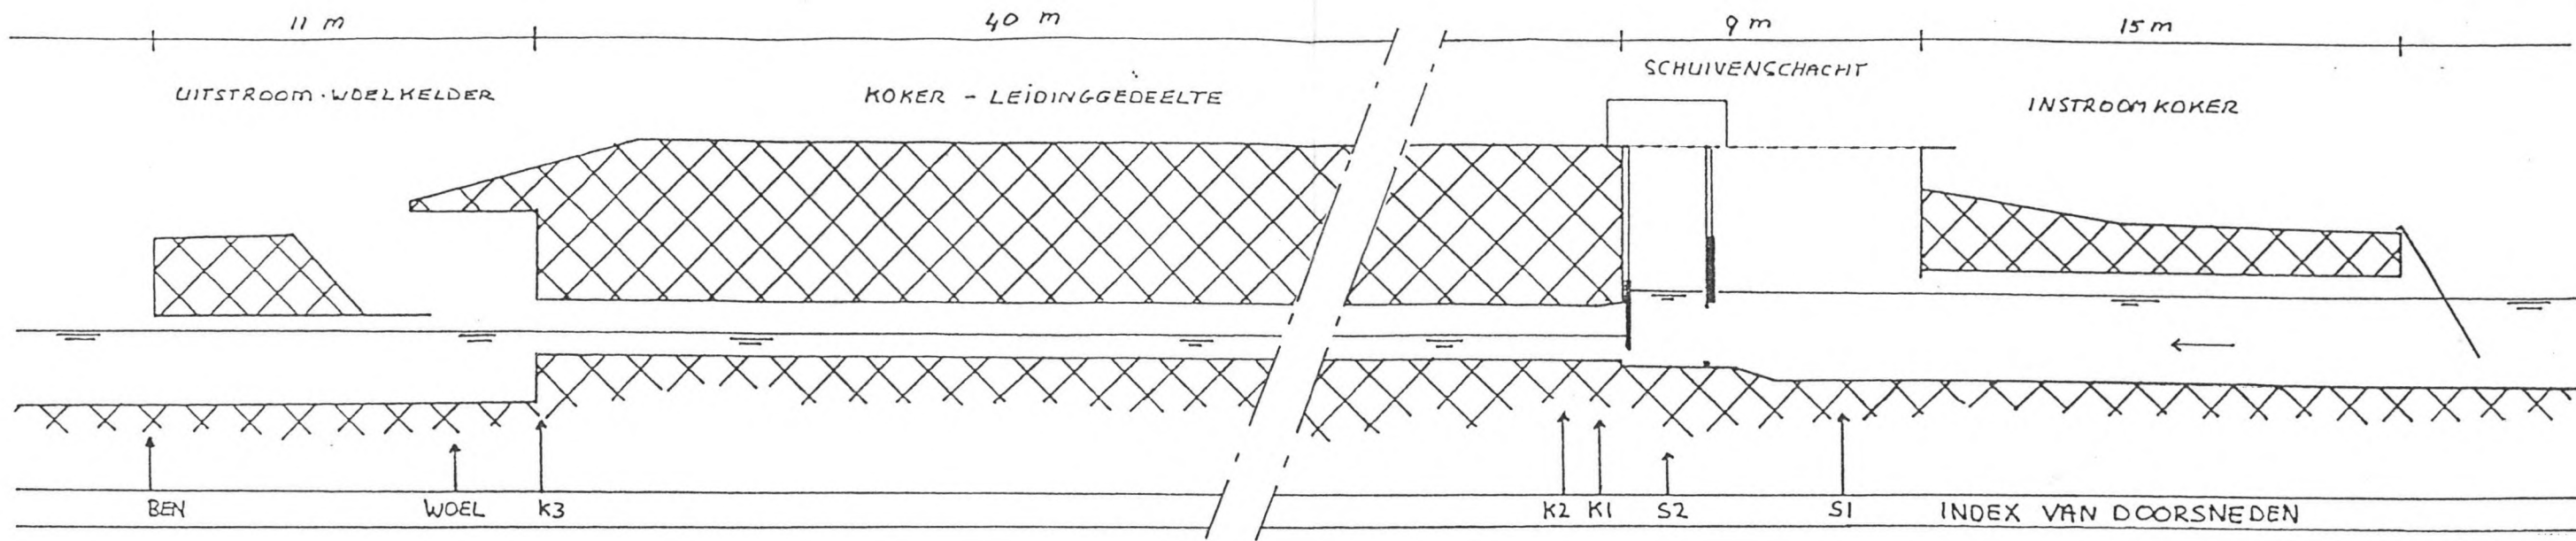 11 m 40 m 9 m 15 m
UITSTROOM·WOELKELDER KOKER - LEIDINGGEDEELTE SCHUIVENSCHACHT INSTROOMKOKER
BEN WOEL K3 K2 K1 S2 S1 INDEX VAN DOORSNEDEN